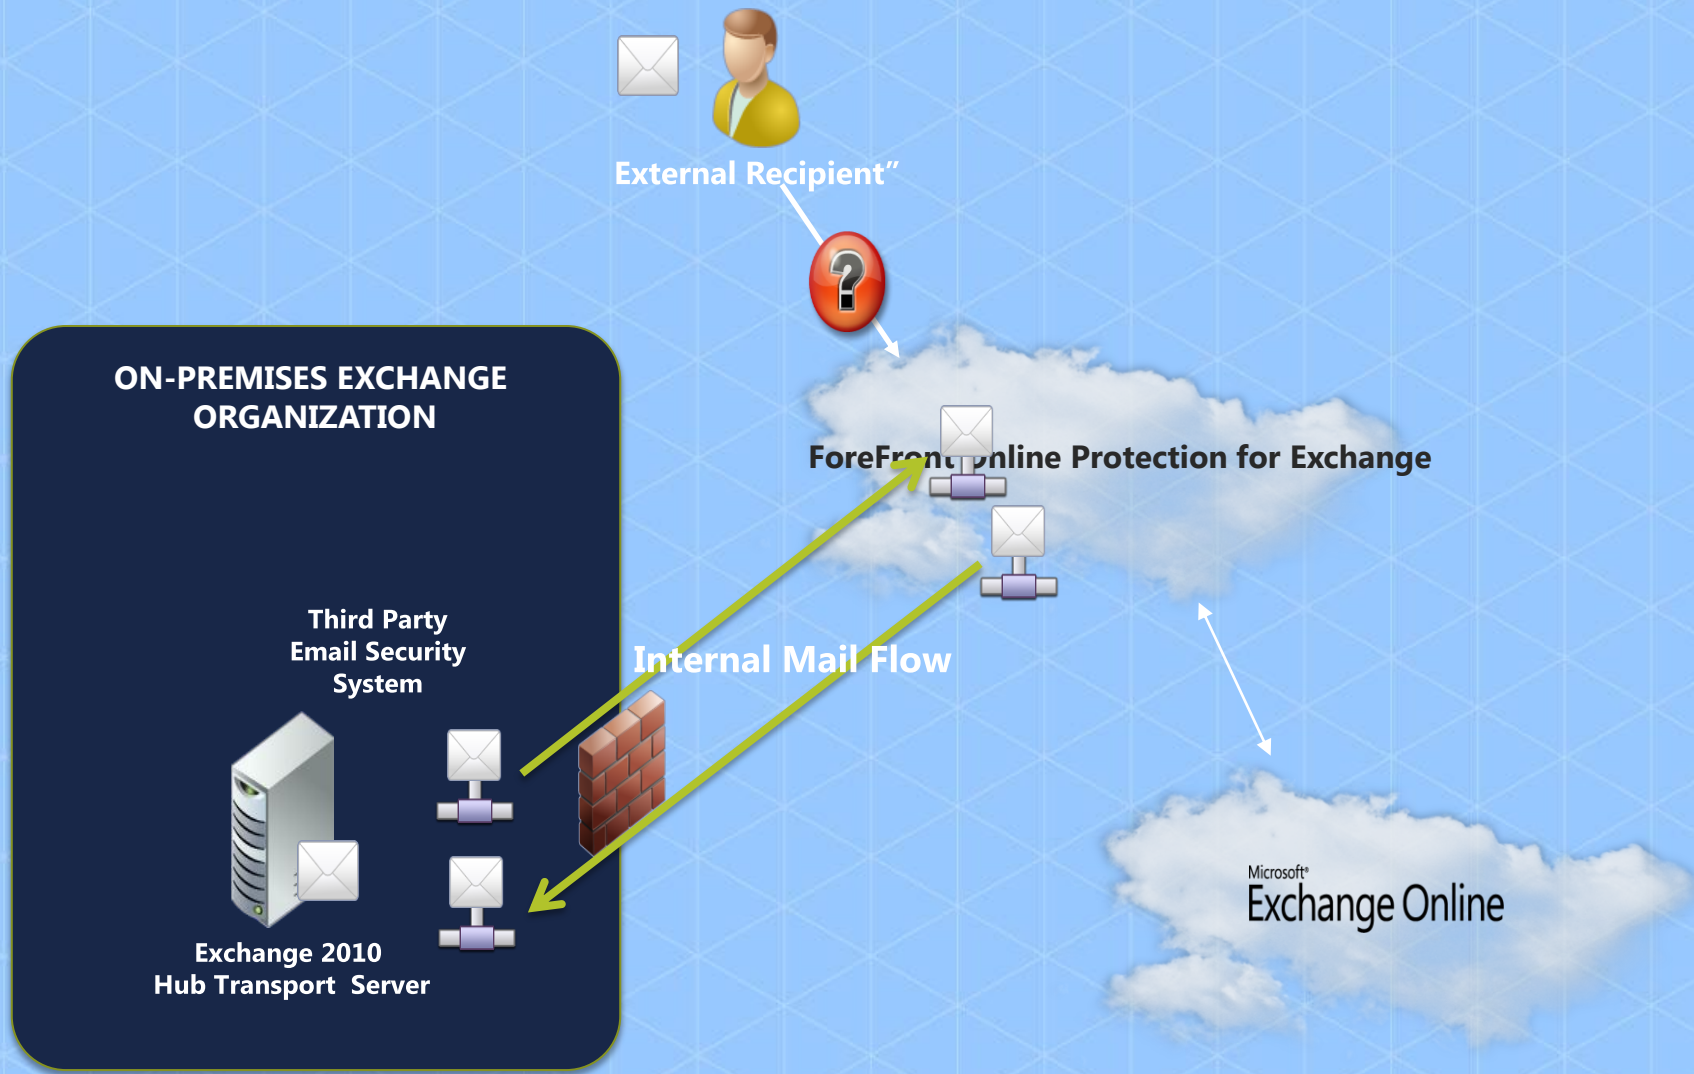 External Recipient”
ON-PREMISES EXCHANGE
ORGANIZATION
ForeFront Online Protection for Exchange
Third Party
Email Security
System
Internal Mail Flow
Microsoft®
Exchange Online
Exchange 2010
Hub Transport  Server